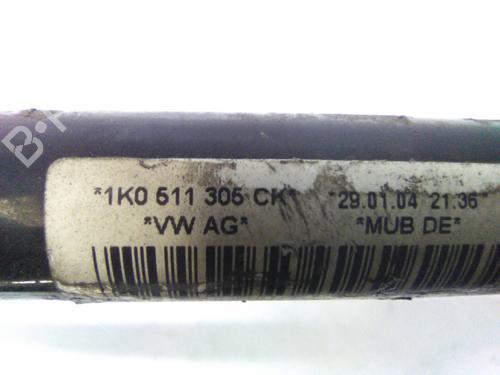 *1K0 511 305 CK* *29.01.04 21:36*
*VW AG* *MUB DE*